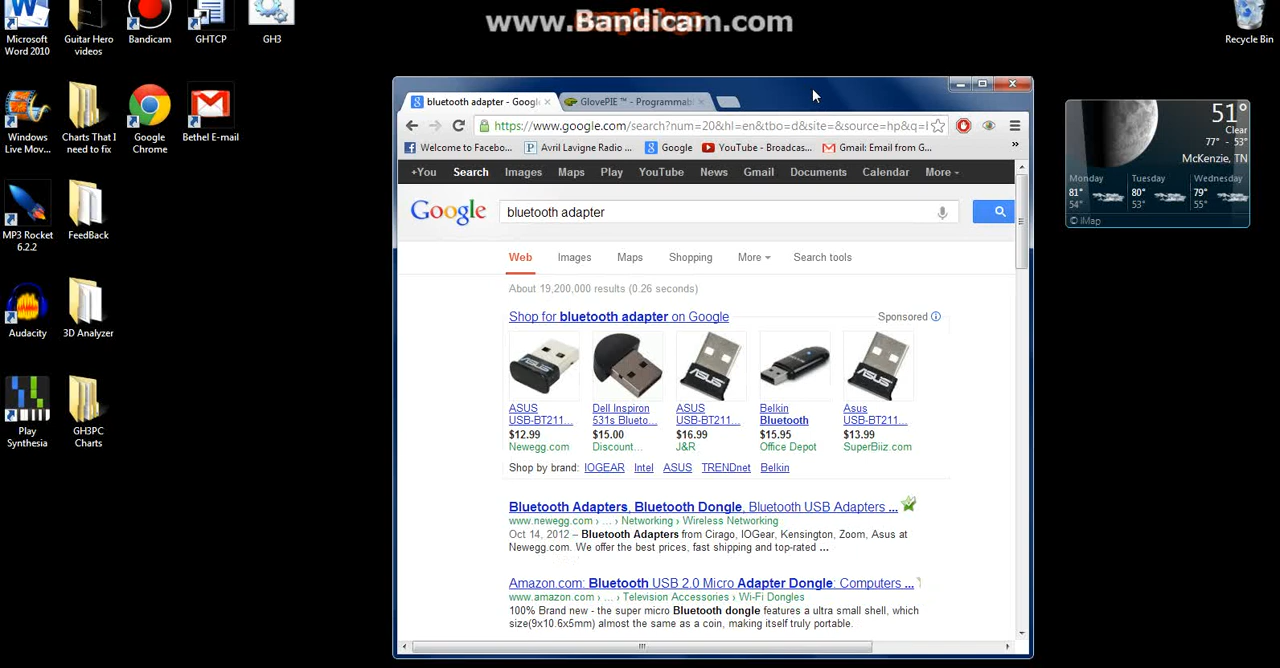 www.Bandicam.com
Microsoft
Word 2010
Guitar Hero
videos
Bandicam
GHTCP
GH3
Recycle Bin
Windows
Live Mov...
Charts That I
need to fix
Google
Chrome
Bethel E-mail
MP3 Rocket
6.2.2
FeedBack
Audacity
3D Analyzer
Play
Synthesia
GH3PC
Charts
bluetooth adapter - Googl
GlovePIE ™ - Programmabl
https://www.google.com/search?num=20&hl=en&tbo=d&site=&source=hp&q=l
Welcome to Facebo...
Avril Lavigne Radio ...
Google
YouTube - Broadcas...
Gmail: Email from G...
+You Search Images Maps Play YouTube News Gmail Documents Calendar More
Google
bluetooth adapter
Web Images Maps Shopping More Search tools
About 19,200,000 results (0.26 seconds)
Shop for bluetooth adapter on Google
Sponsored
ASUS
USB-BT211...
$12.99
Newegg.com
Dell Inspiron
531s Blueto...
$15.00
Discount...
ASUS
USB-BT211...
$16.99
J&R
Belkin
Bluetooth
$15.95
Office Depot
Asus
USB-BT211...
$13.99
SuperBiiz.com
Shop by brand: IOGEAR Intel ASUS TRENDnet Belkin
Bluetooth Adapters, Bluetooth Dongle, Bluetooth USB Adapters ...
www.newegg.com › ... › Networking › Wireless Networking
Oct 14, 2012 – Bluetooth Adapters from Cirago, IOGear, Kensington, Zoom, Asus at
Newegg.com. We offer the best prices, fast shipping and top-rated ...
Amazon.com: Bluetooth USB 2.0 Micro Adapter Dongle: Computers ...
www.amazon.com › ... › Television Accessories › Wi-Fi Dongles
100% Brand new - the super micro Bluetooth dongle features a ultra small shell, which
size(9x10.6x5mm) almost the same as a coin, making itself truly portable.
51°
Clear
77° - 53°
McKenzie, TN
Monday Tuesday Wednesday
81° 80° 79°
54° 53° 55°
© iMap